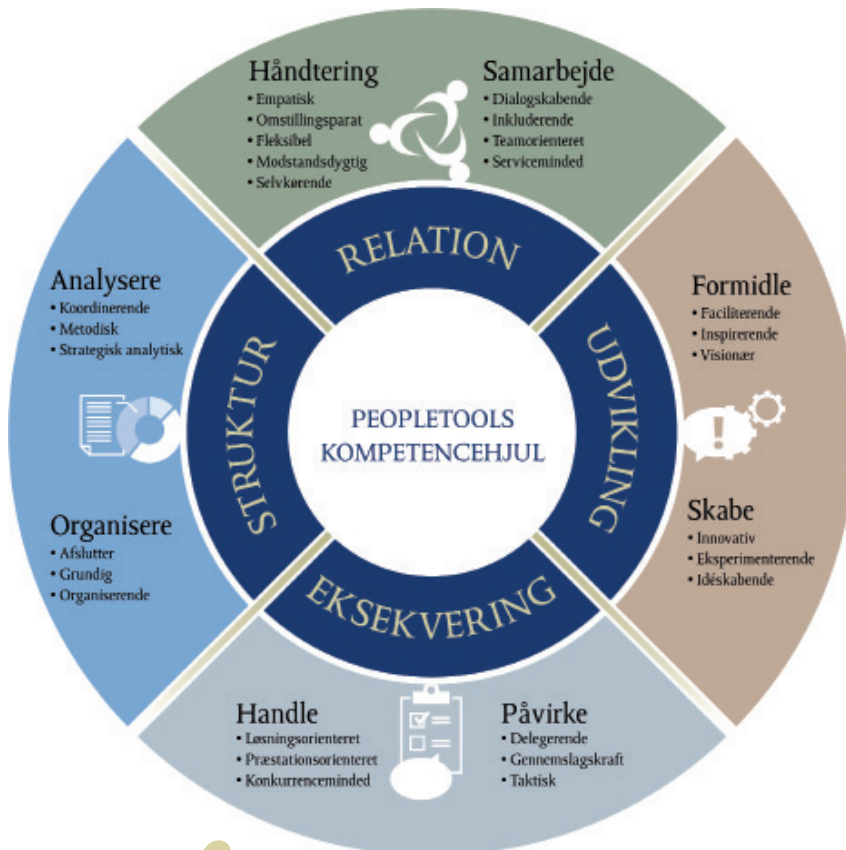 Håndtering
• Empatisk
• Omstillingsparat
• Fleksibel
• Modstandsdygtig
• Selvkørende
Samarbejde
• Dialogskabende
• Inkluderende
• Teamorienteret
• Serviceminded
RELATION
Analysere
• Koordinerende
• Metodisk
• Strategisk analytisk
Organisere
• Afslutter
• Grundig
• Organiserende
STRUKTUR
PEOPLETOOLS
KOMPETENCEHJUL
UDVIKLING
Formidle
• Faciliterende
• Inspirerende
• Visionær
!
Skabe
• Innovativ
• Eksperimenterende
• Idéskabende
EKSEKVERING
Handle
• Løsningsorienteret
• Præstationsorienteret
• Konkurrenceminded
Påvirke
• Delegerende
• Gennemslagskraft
• Taktisk